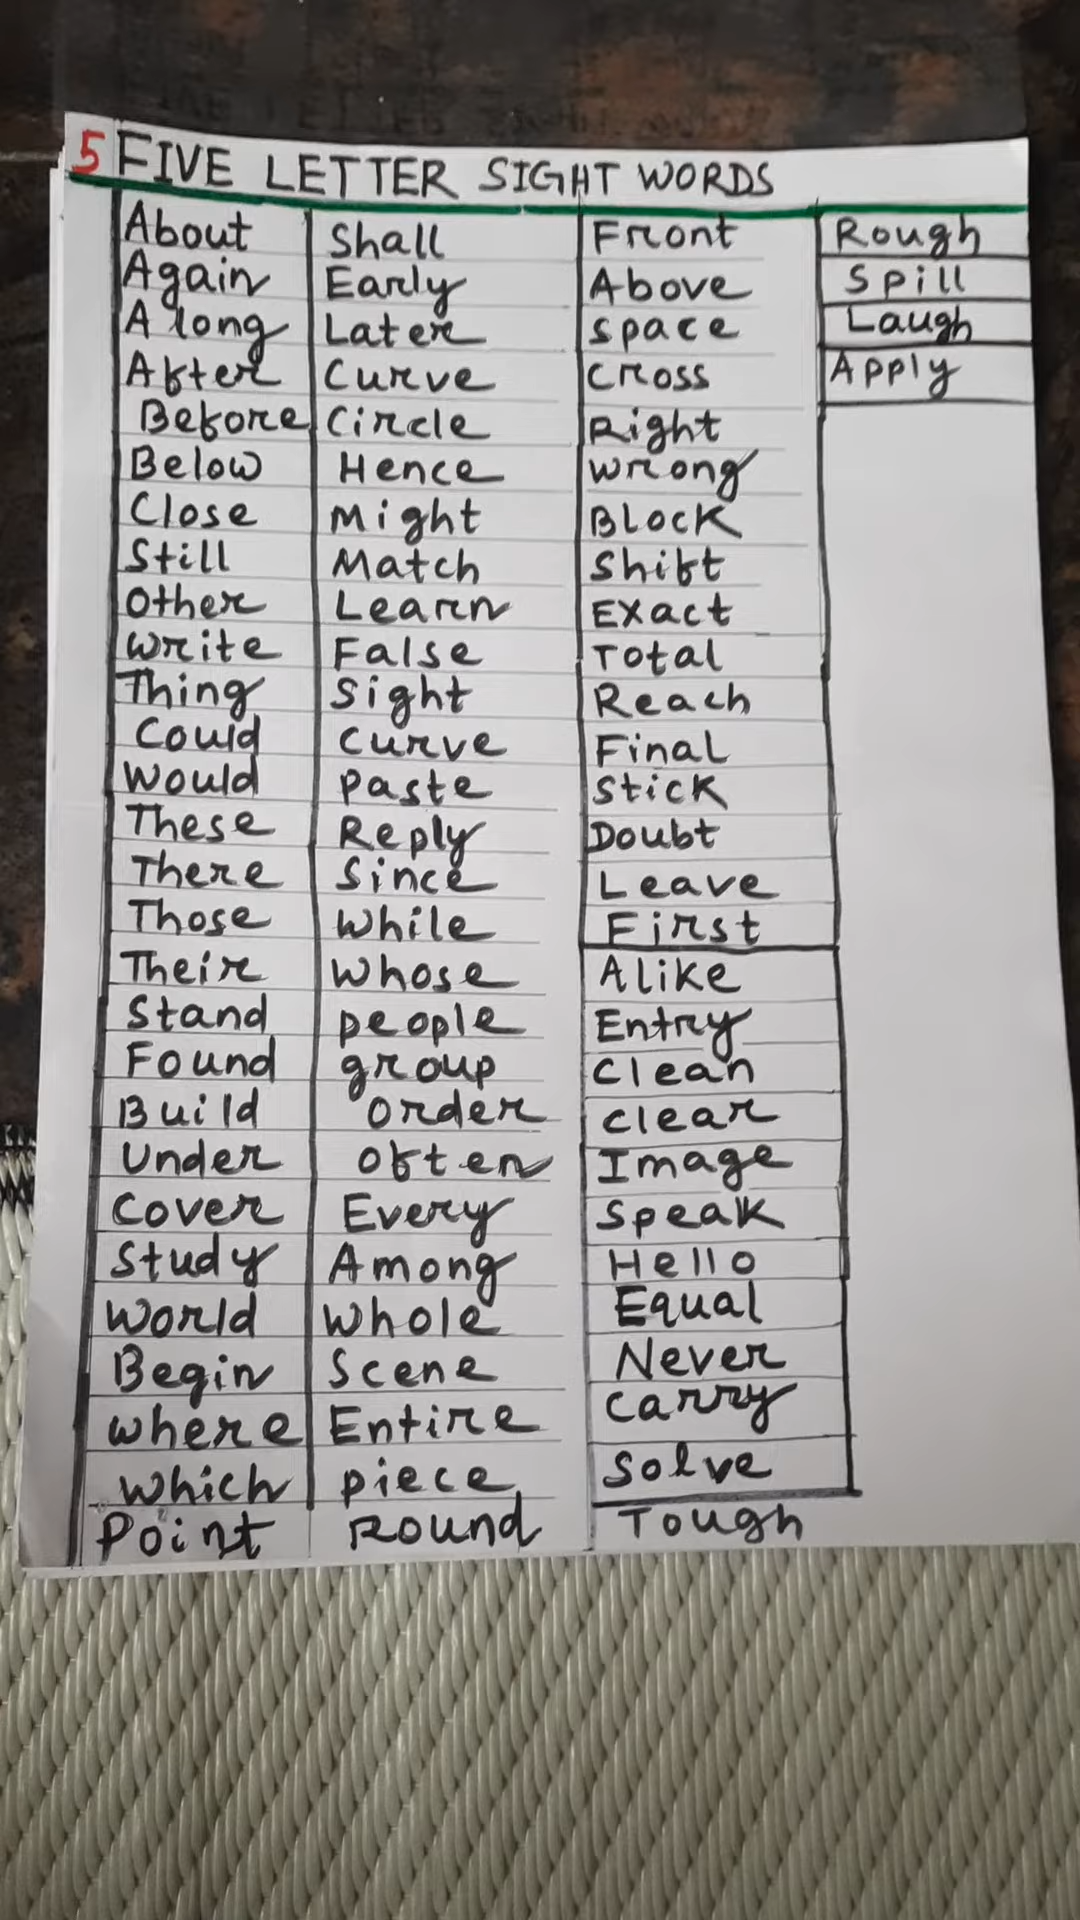 5 FIVE LETTER SIGHT WORDS
About
Again
Along
After
Before
Below
Close
Still
Other
Write
Thing
Could
Would
These
There
Those
Their
Stand
Found
Build
Under
Cover
Study
World
Begin
Where
Which
Point
Shall
Early
Later
Curve
Circle
Hence
Might
Match
Learn
False
Sight
Curve
Paste
Reply
Since
While
Whose
People
group
Order
Often
Every
Among
Whole
Scene
Entire
Piece
Round
Front
Above
Space
Cross
Right
Wrong
Block
Shift
Exact
Total
Reach
Final
Stick
Doubt
Leave
First
Alike
Entry
Clean
Clear
Image
Speak
Hello
Equal
Never
Carry
Solve
Tough
Rough
Spill
Laugh
Apply